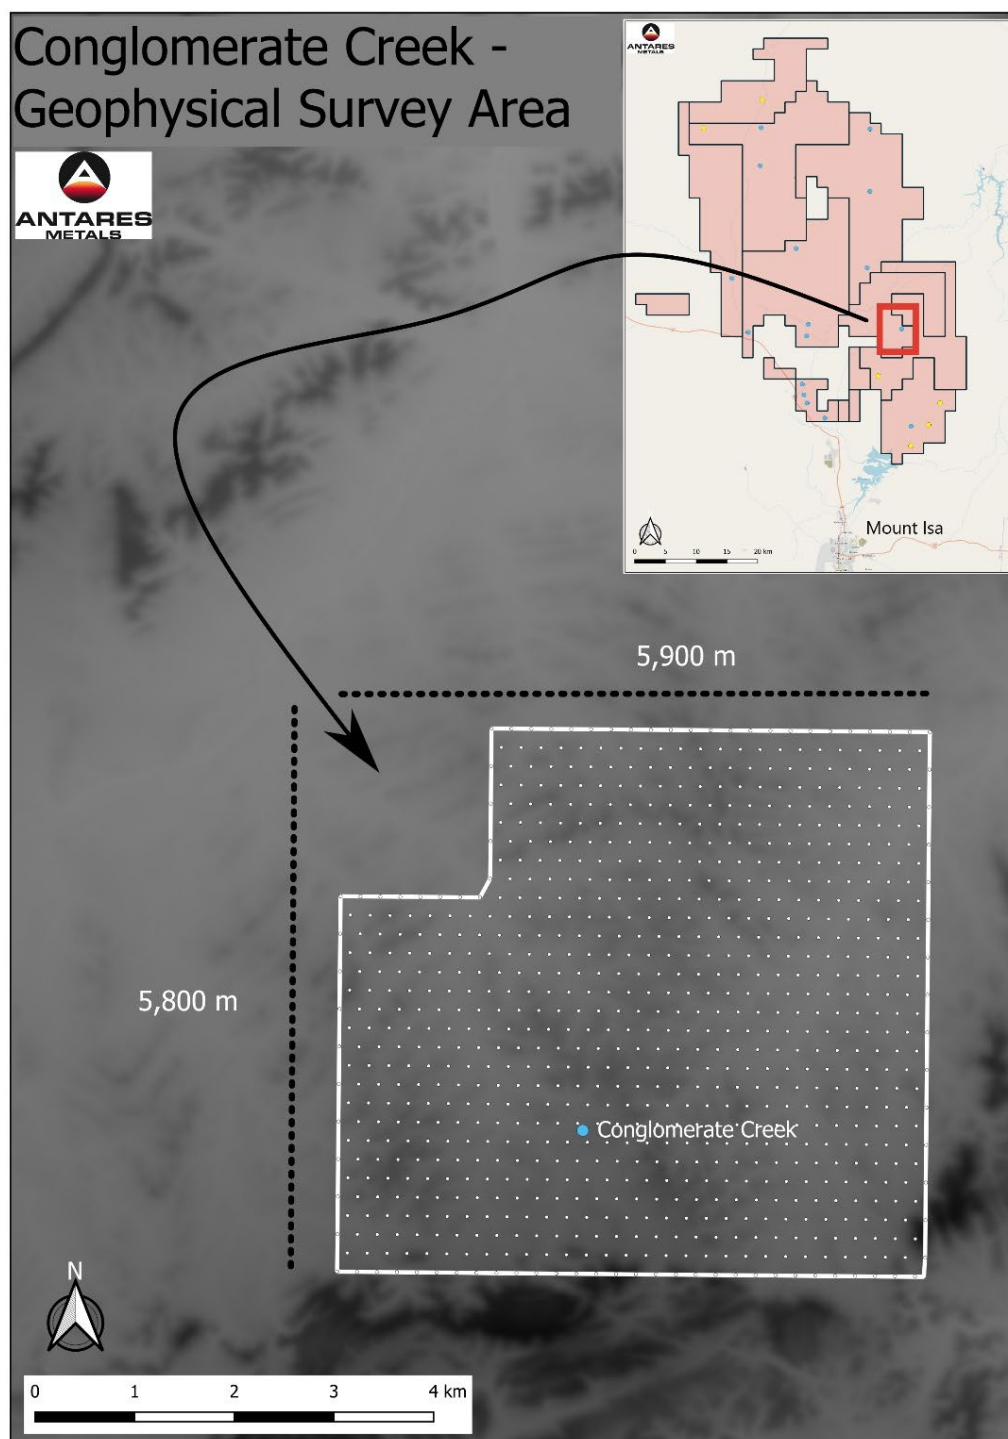 Conglomerate Creek -
Geophysical Survey Area
ANTARES
METALS
ANTARES
METALS
Mount Isa
0 5 10 15 20 km
5,900 m
5,800 m
Conglomerate Creek
N
0 1 2 3 4 km